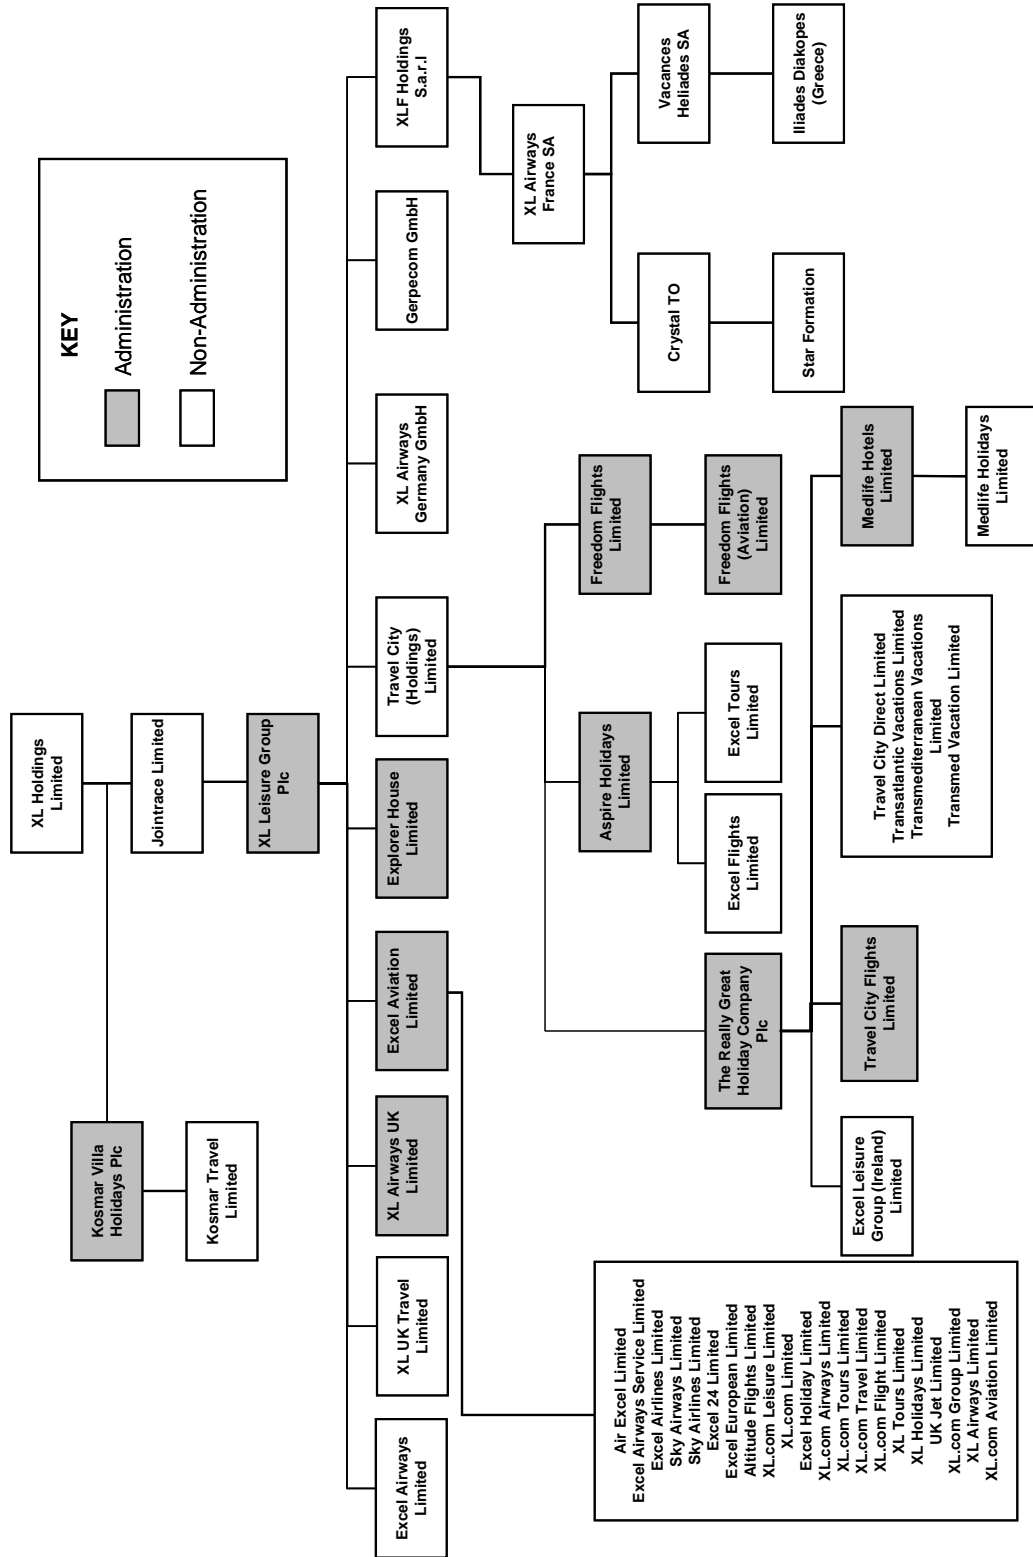 XL Holdings
Limited
Kosmar Villa
Holidays Plc
Kosmar Travel
Limited
Jointrace Limited
XL Leisure Group
Plc
KEY
Administration
Non-Administration
Excel Airways
Limited
XL UK Travel
Limited
XL Airways UK
Limited
Excel Aviation
Limited
Explorer House
Limited
Travel City
(Holdings)
Limited
XL Airways
Germany GmbH
Gerpecom GmbH
XLF Holdings
S.a.r.l
XL Airways
France SA
Crystal TO
Vacances
Heliades SA
Star Formation
Iliades Diakopes
(Greece)
Aspire Holidays
Limited
Freedom Flights
Limited
The Really Great
Holiday Company
Plc
Excel Flights
Limited
Excel Tours
Limited
Freedom Flights
(Aviation)
Limited
Air Excel Limited
Excel Airways Service Limited
Excel Airlines Limited
Sky Airways Limited
Sky Airlines Limited
Excel 24 Limited
Excel European Limited
Altitude Flights Limited
XL.com Leisure Limited
XL.com Limited
Excel Holiday Limited
XL.com Airways Limited
XL.com Tours Limited
XL.com Travel Limited
XL.com Flight Limited
XL Tours Limited
XL Holidays Limited
UK Jet Limited
XL.com Group Limited
XL Airways Limited
XL.com Aviation Limited
Excel Leisure
Group (Ireland)
Limited
Travel City Flights
Limited
Travel City Direct Limited
Transatlantic Vacations Limited
Transmediterranean Vacations
Limited
Transmed Vacation Limited
Medlife Hotels
Limited
Medlife Holidays
Limited